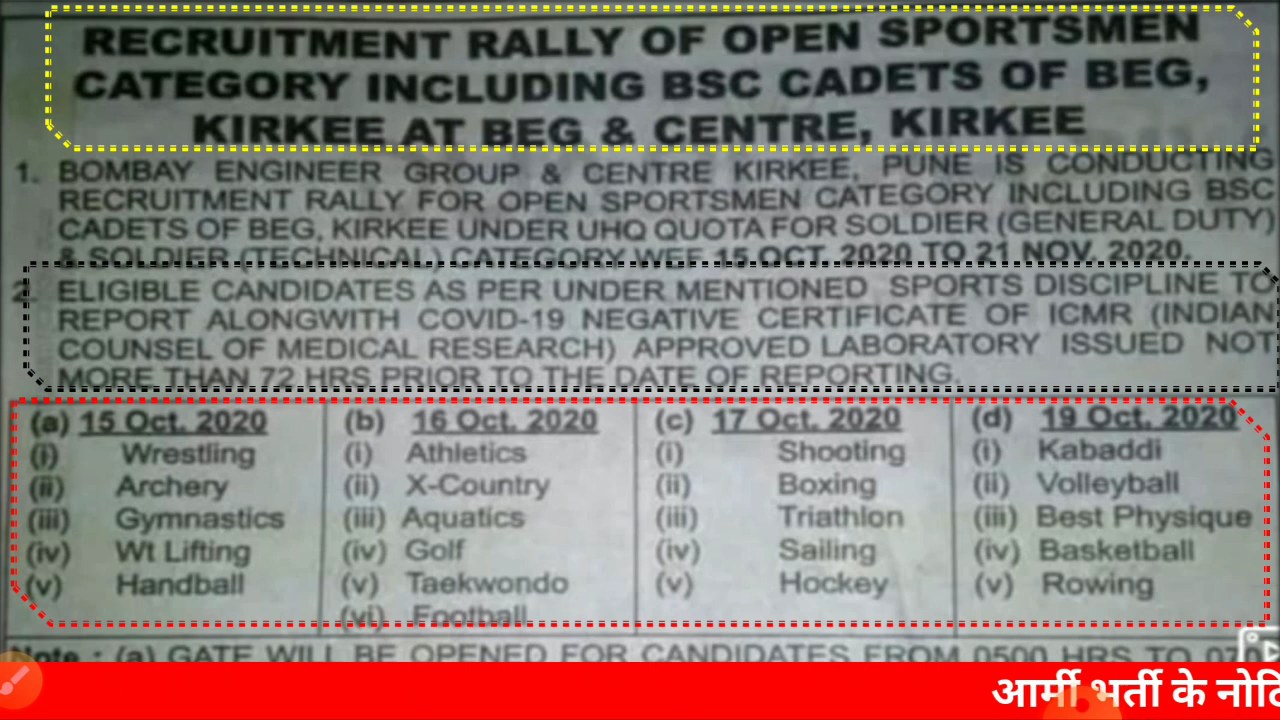 RECRUITMENT RALLY OF OPEN SPORTSMEN
CATEGORY INCLUDING BSC CADETS OF BEG,
KIRKEE AT BEG & CENTRE, KIRKEE
1. BOMBAY ENGINEER GROUP & CENTRE KIRKEE, PUNE IS CONDUCTING
RECRUITMENT RALLY FOR OPEN SPORTSMEN CATEGORY INCLUDING BSC
CADETS OF BEG, KIRKEE UNDER UHQ QUOTA FOR SOLDIER (GENERAL DUTY)
& SOLDIER (TECHNICAL) CATEGORY WEF 15 OCT. 2020 TO 21 NOV. 2020.
2. ELIGIBLE CANDIDATES AS PER UNDER MENTIONED SPORTS DISCIPLINE TO
REPORT ALONGWITH COVID-19 NEGATIVE CERTIFICATE OF ICMR (INDIAN
COUNSEL OF MEDICAL RESEARCH) APPROVED LABORATORY ISSUED NOT
MORE THAN 72 HRS PRIOR TO THE DATE OF REPORTING.
(a) 15 Oct. 2020
(i) Wrestling
(ii) Archery
(iii) Gymnastics
(iv) Wt Lifting
(v) Handball
(b) 16 Oct. 2020
(i) Athletics
(ii) X-Country
(iii) Aquatics
(iv) Golf
(v) Taekwondo
(vi) Football
(c) 17 Oct. 2020
(i) Shooting
(ii) Boxing
(iii) Triathlon
(iv) Sailing
(v) Hockey
(d) 19 Oct. 2020
(i) Kabaddi
(ii) Volleyball
(iii) Best Physique
(iv) Basketball
(v) Rowing
Note : (a) GATE WILL BE OPENED FOR CANDIDATES FROM 0500 HRS TO
आर्मी भर्ती के